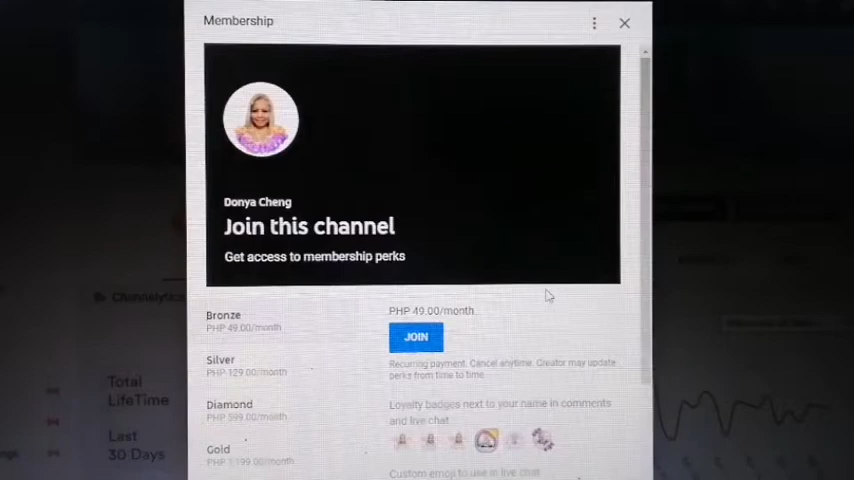 Membership
Donya Cheng
Join this channel
Get access to membership perks
Bronze
PHP 49.00/month
Silver
PHP 129.00/month
Diamond
PHP 599.00/month
Gold
PHP 1,199.00/month
PHP 49.00/month
JOIN
Recurring payment. Cancel anytime. Creator may update
perks from time to time.
Loyalty badges next to your name in comments
and live chat
Custom emoji to use in live chat
Channelytics
Total
LifeTime
Last
30 Days